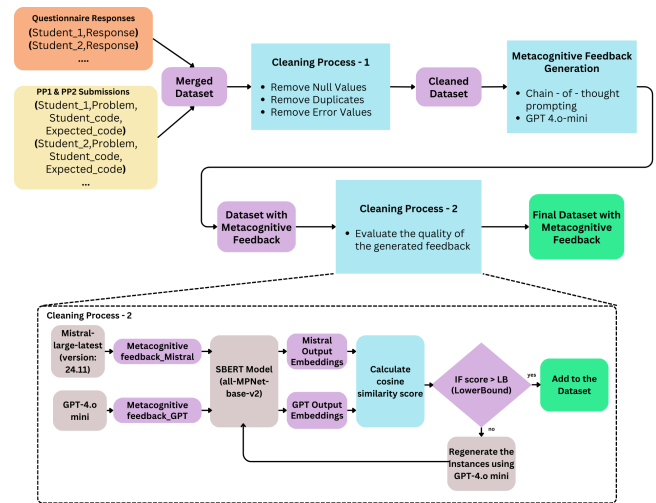 Questionnaire Responses
(Student_1,Response)
(Student_2,Response)
....
PP1 & PP2 Submissions
(Student_1,Problem,
Student_code,
Expected_code)
(Student_2,Problem,
Student_code,
Expected_code)
...
Merged
Dataset
Cleaning Process - 1
• Remove Null Values
• Remove Duplicates
• Remove Error Values
Cleaned
Dataset
Metacognitive Feedback
Generation
• Chain - of - thought
prompting
• GPT 4.o-mini
Dataset with
Metacognitive
Feedback
Cleaning Process - 2
• Evaluate the quality of
the generated feedback
Final Dataset with
Metacognitive
Feedback
Cleaning Process - 2
Mistral-
large-latest
(version:
24.11)
Metacognitive
feedback_Mistral
GPT-4.o
mini
Metacognitive
feedback_GPT
SBERT Model
(all-MPNet-
base-v2)
Mistral
Output
Embeddings
GPT Output
Embeddings
Calculate
cosine
similarity score
IF score > LB
(LowerBound)
yes
Add to the
Dataset
no
Regenerate the
instances using
GPT-4.o mini